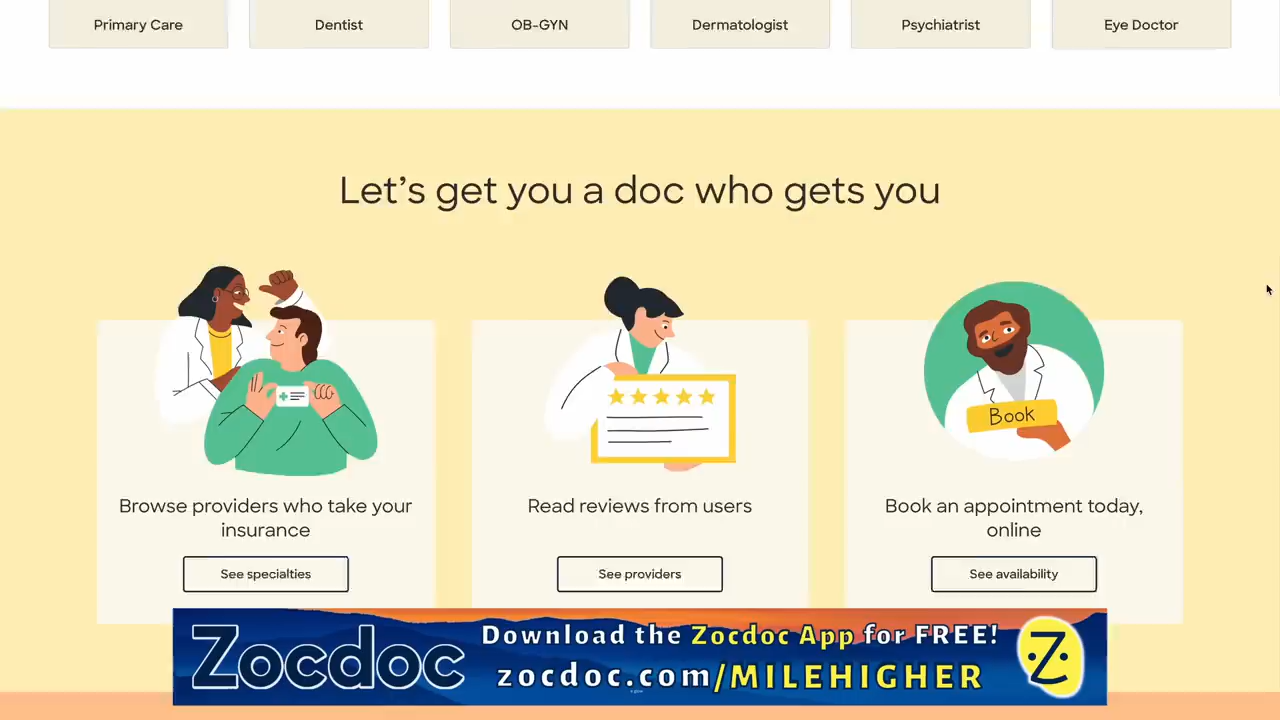 Primary Care
Dentist
OB-GYN
Dermatologist
Psychiatrist
Eye Doctor
Let's get you a doc who gets you
Book
Browse providers who take your
insurance
Read reviews from users
Book an appointment today,
online
See specialties
See providers
See availability
Zocdoc
Download the Zocdoc App for FREE!
zocdoc.com/MILEHIGHER
Z